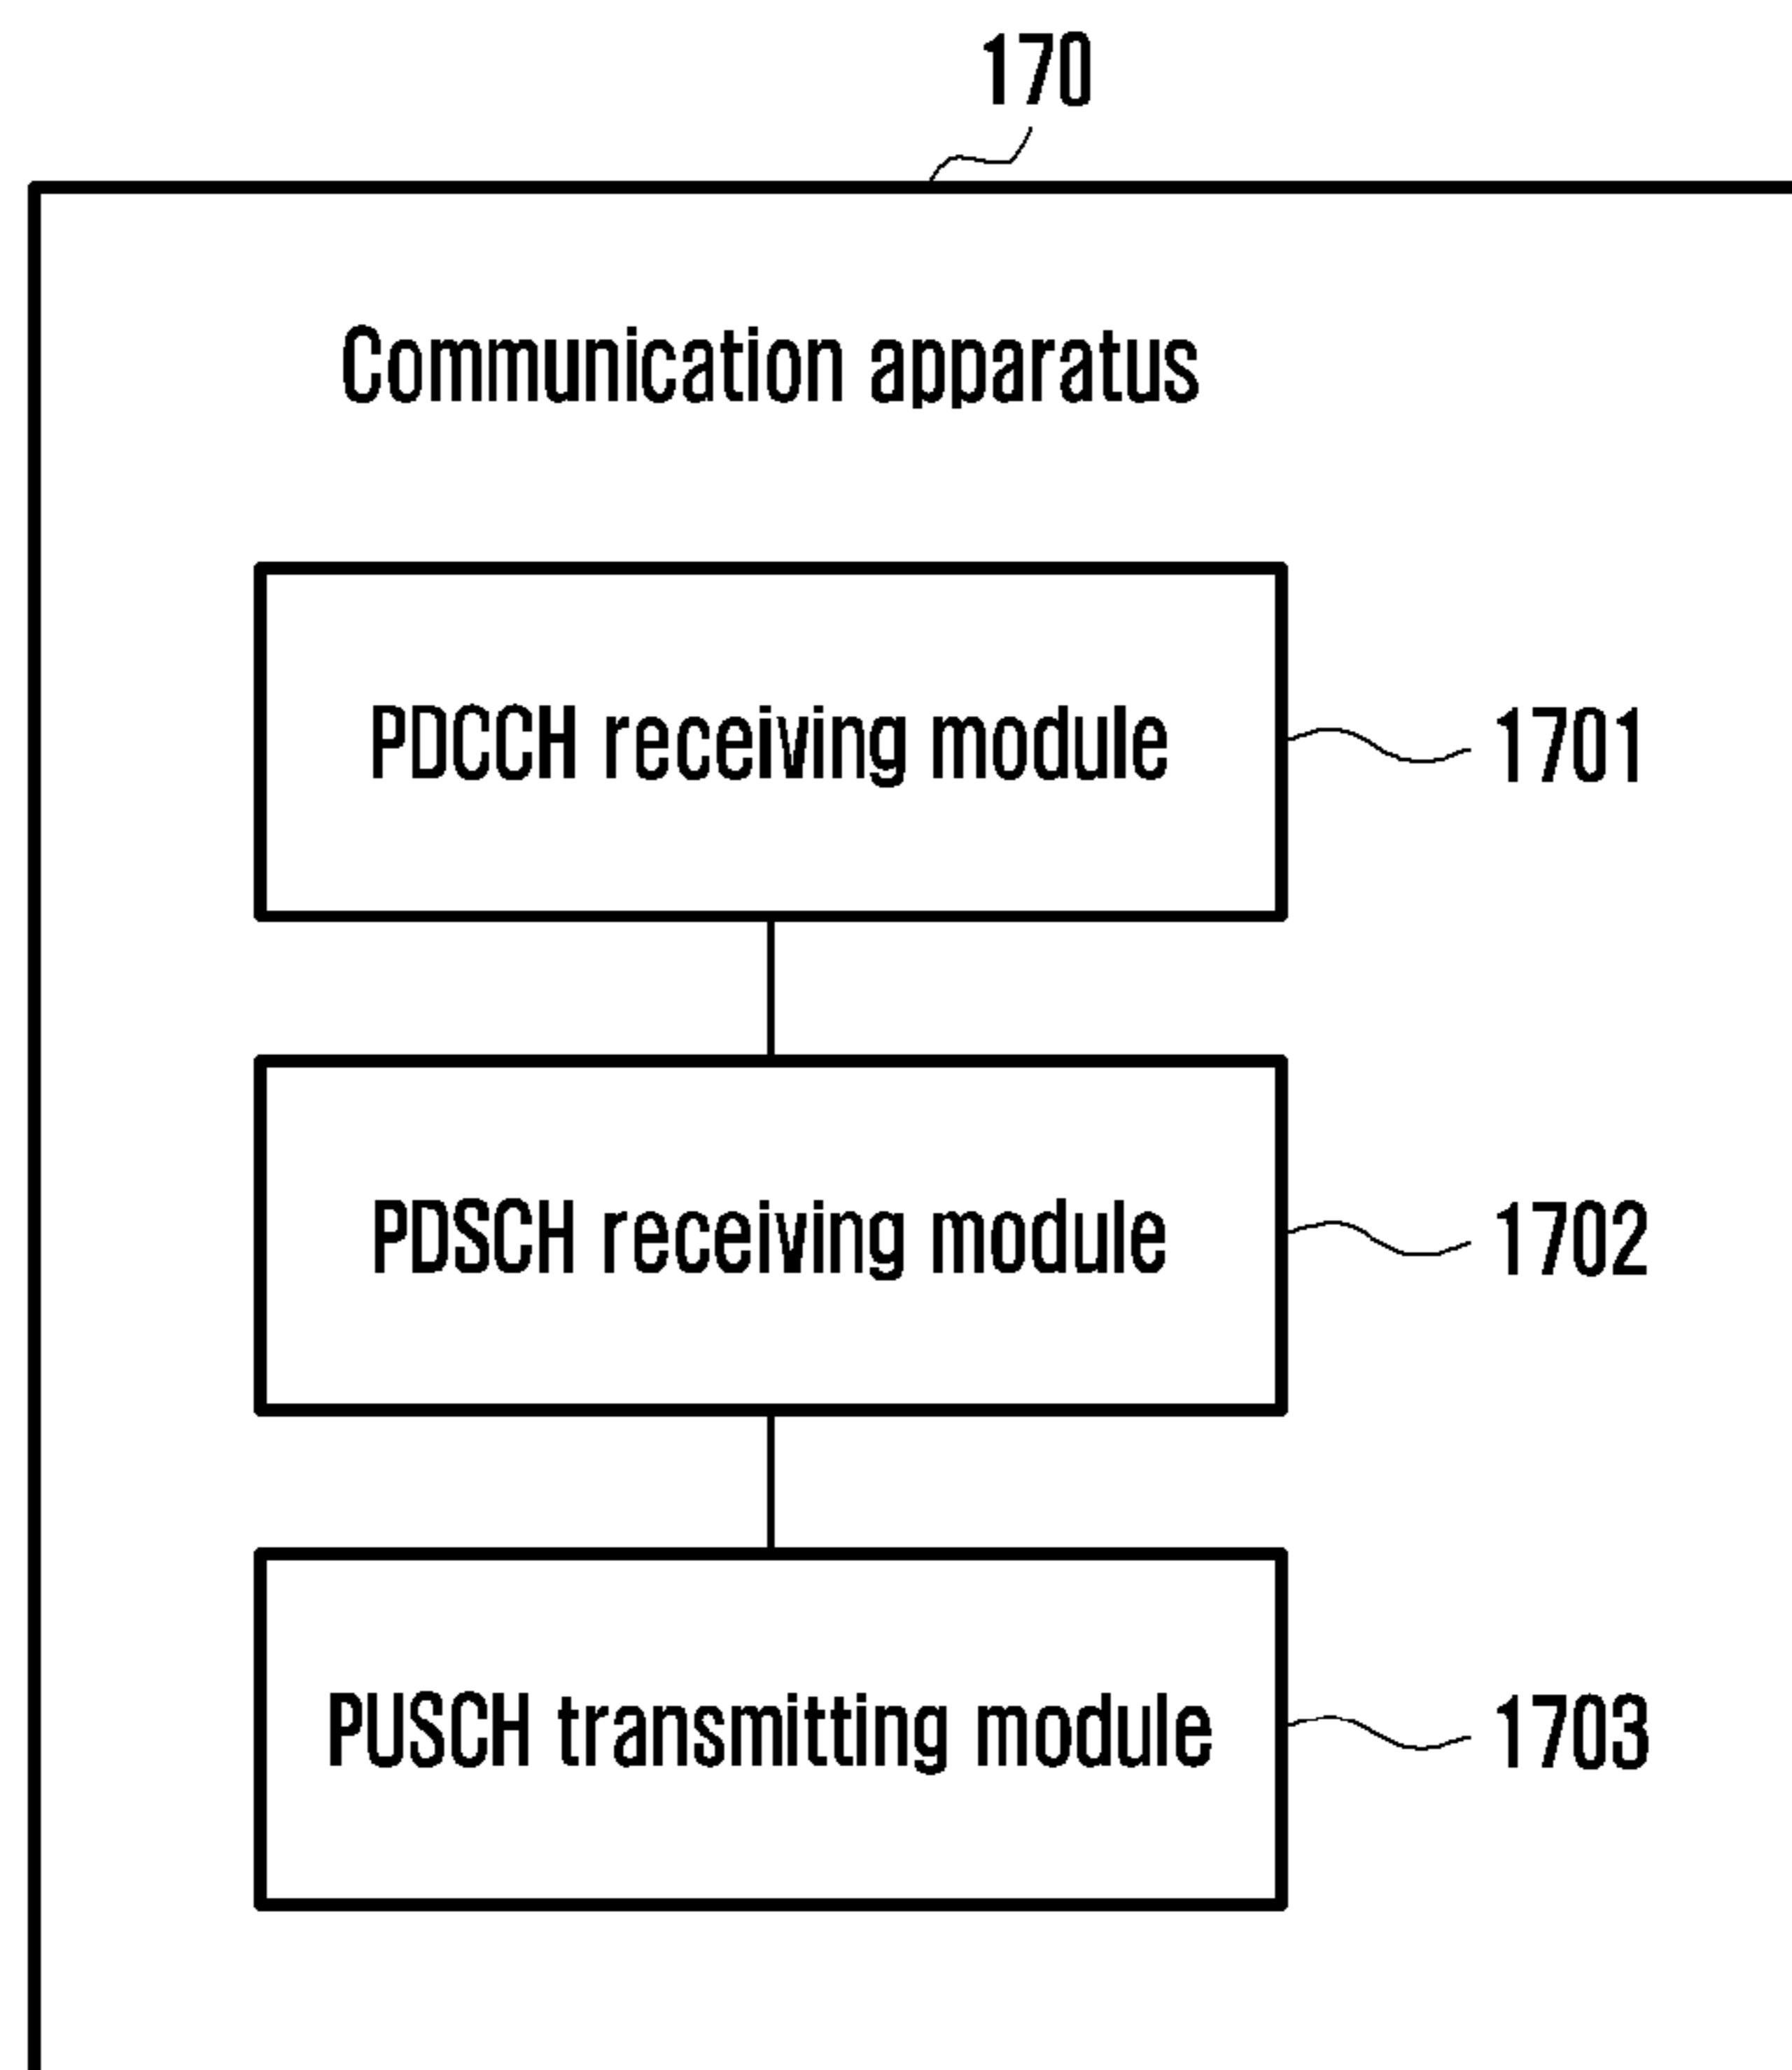 170
Communication apparatus
PDCCH receiving module
1701
PDSCH receiving module
1702
PUSCH transmitting module
1703